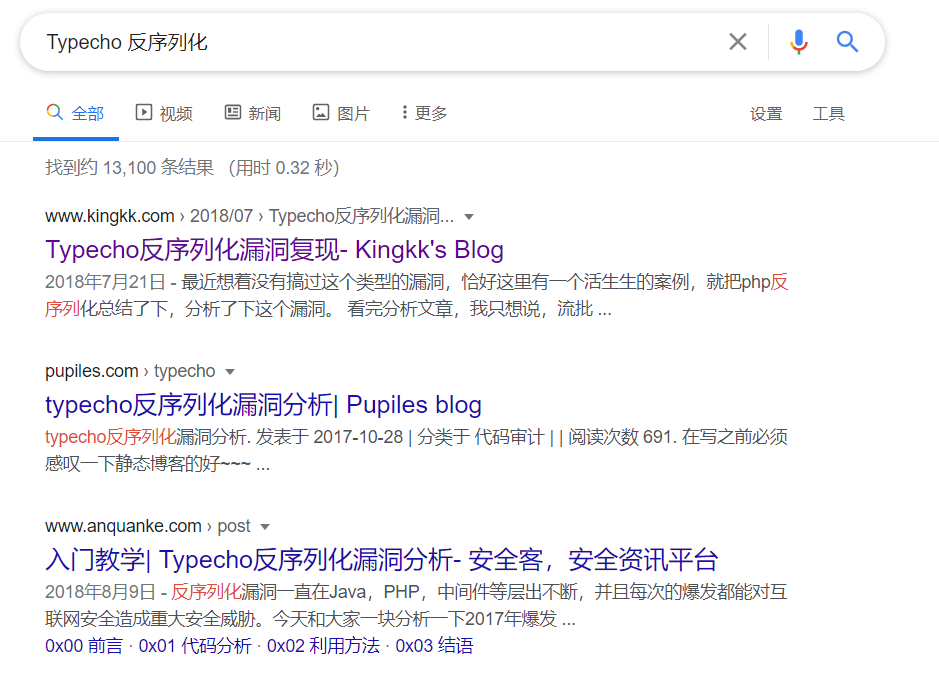 Typecho 反序列化
全部 视频 新闻 图片 更多 设置 工具
找到约 13,100 条结果 （用时 0.32 秒）
www.kingkk.com › 2018/07 › Typecho反序列化漏洞...
Typecho反序列化漏洞复现- Kingkk's Blog
2018年7月21日 - 最近想着没有搞过这个类型的漏洞，恰好这里有一个活生生的案例，就把php反
序列化总结了下，分析了下这个漏洞。 看完分析文章，我只想说，流批 ...
pupiles.com › typecho
typecho反序列化漏洞分析| Pupiles blog
typecho反序列化漏洞分析. 发表于 2017-10-28 | 分类于 代码审计 | | 阅读次数 691. 在写之前必须
感叹一下静态博客的好~~~ ...
www.anquanke.com › post
入门教学| Typecho反序列化漏洞分析- 安全客，安全资讯平台
2018年8月9日 - 反序列化漏洞一直在Java，PHP，中间件等层出不断，并且每次的爆发都能对互
联网安全造成重大安全威胁。今天和大家一块分析一下2017年爆发 ...
0x00 前言 · 0x01 代码分析 · 0x02 利用方法 · 0x03 结语